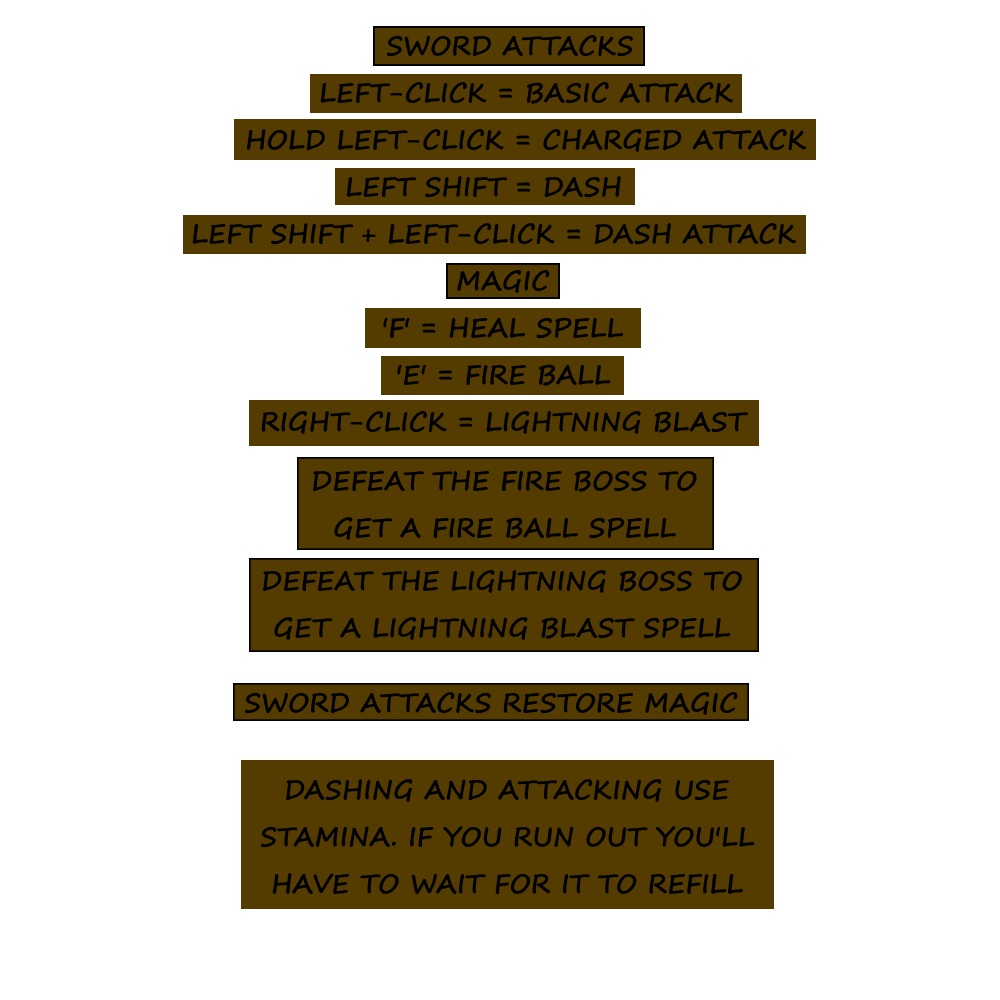 SWORD ATTACKS
LEFT-CLICK = BASIC ATTACK
HOLD LEFT-CLICK = CHARGED ATTACK
LEFT SHIFT = DASH
LEFT SHIFT + LEFT-CLICK = DASH ATTACK
MAGIC
'F' = HEAL SPELL
'E' = FIRE BALL
RIGHT-CLICK = LIGHTNING BLAST
DEFEAT THE FIRE BOSS TO
GET A FIRE BALL SPELL
DEFEAT THE LIGHTNING BOSS TO
GET A LIGHTNING BLAST SPELL
SWORD ATTACKS RESTORE MAGIC
DASHING AND ATTACKING USE
STAMINA. IF YOU RUN OUT YOU'LL
HAVE TO WAIT FOR IT TO REFILL